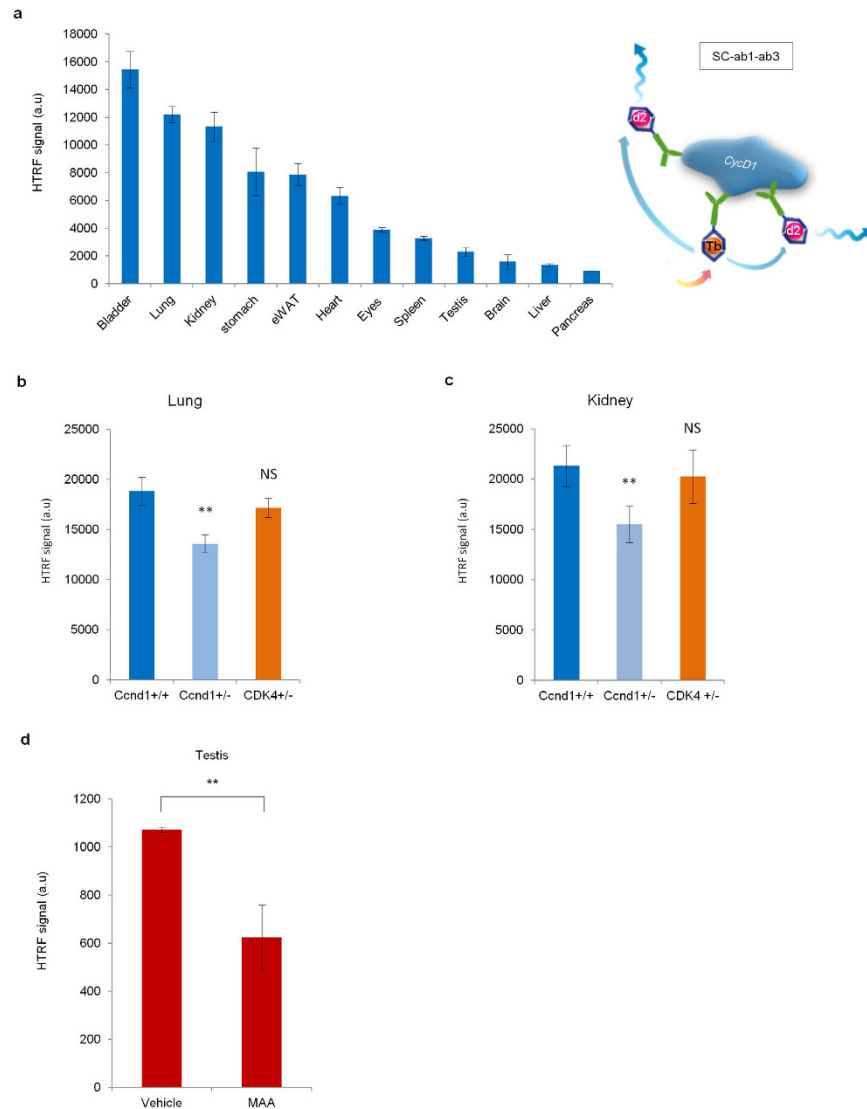 a
18000
16000
14000
12000
10000
8000
6000
4000
2000
0
HTRF signal (a.u)
Bladder
Lung
Kidney
stomach
eWAT
Heart
Eyes
Spleen
Testis
Brain
Liver
Pancreas
SC-ab1-ab3
d2
CycD1
Tb
d2
b
Lung
25000
20000
15000
10000
5000
0
HTRF signal (a.u)
**
NS
Ccnd1+/+ Ccnd1+/- CDK4+/-
c
Kidney
25000
20000
15000
10000
5000
0
HTRF signal (a.u)
**
NS
Ccnd1+/+ Ccnd1+/- CDK4 +/-
d
Testis
**
1200
1000
800
600
400
200
0
HTRF signal (a.u)
Vehicle MAA